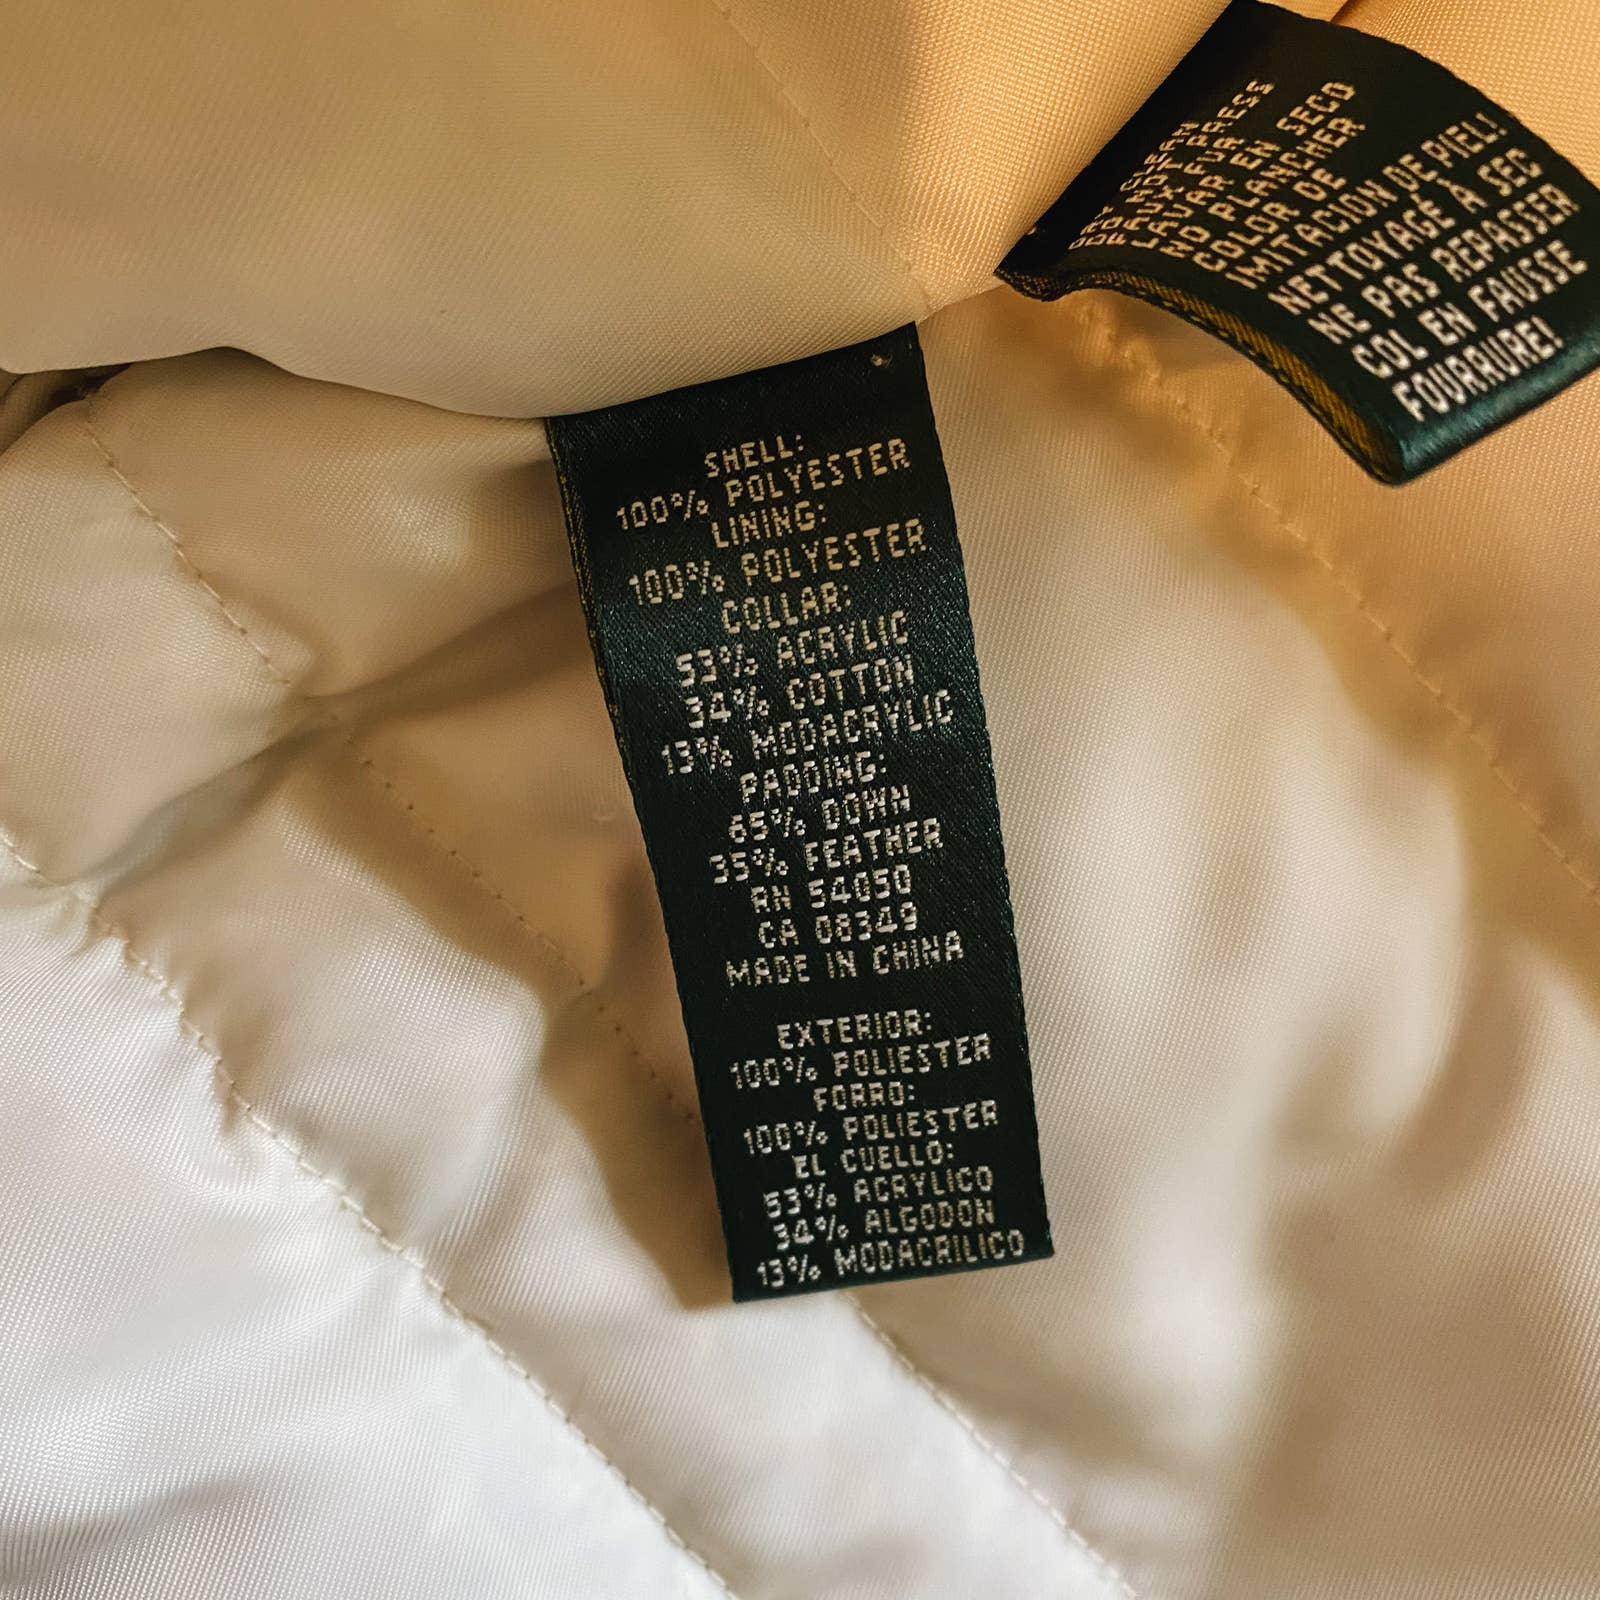 SHELL:
100% POLYESTER
LINING:
100% POLYESTER
COLLAR:
53% ACRYLIC
34% COTTON
13% MODACRYLIC
PADDING:
65% DOWN
35% FEATHER
RN 54050
CA 08349
MADE IN CHINA
EXTERIOR:
100% POLIESTER
FORRO:
100% POLIESTER
EL CUELLO:
53% ACRYLICO
34% ALGODON
13% MODACRILICO
DRY CLEAN
DO NOT PRESS
FAUX FUR
LAVAR EN SECO
NO PLANCHER
COLOR DE
IMITACION DE PIEL!
NETTOYAGÉ À SEC
NE PAS REPASSER
COL EN FAUSSE
FOURRURE!